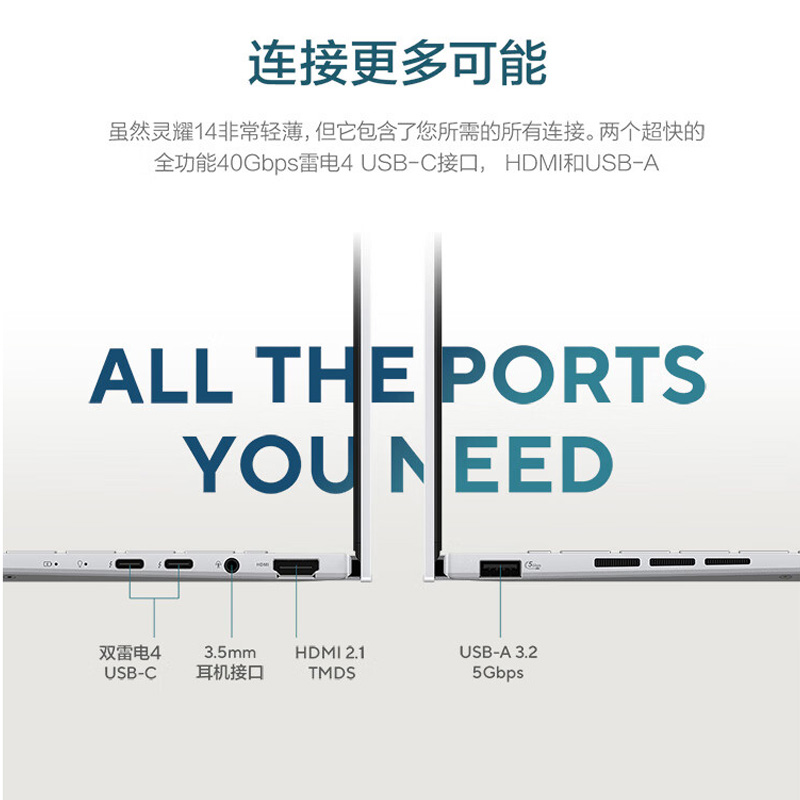 连接更多可能
虽然灵耀14非常轻薄,但它包含了您所需的所有连接。两个超快的
全功能40Gbps雷电4 USB-C接口, HDMI和USB-A
ALL THE PORTS
YOU NEED
HDMI
双雷电4
USB-C
3.5mm
耳机接口
HDMI 2.1
TMDS
USB-A 3.2
5Gbps